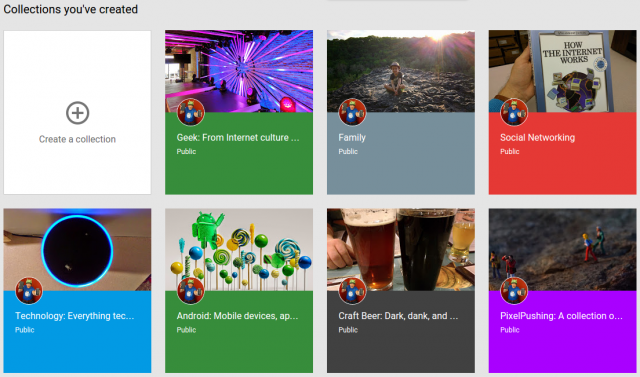 Collections you've created
Create a collection
Geek: From Internet culture ...
Public
Family
Public
HOW
THE INTERNET
WORKS
Social Networking
Public
Technology: Everything tec...
Public
Android: Mobile devices, ap...
Public
Craft Beer: Dark, dank, and ...
Public
PixelPushing: A collection o...
Public